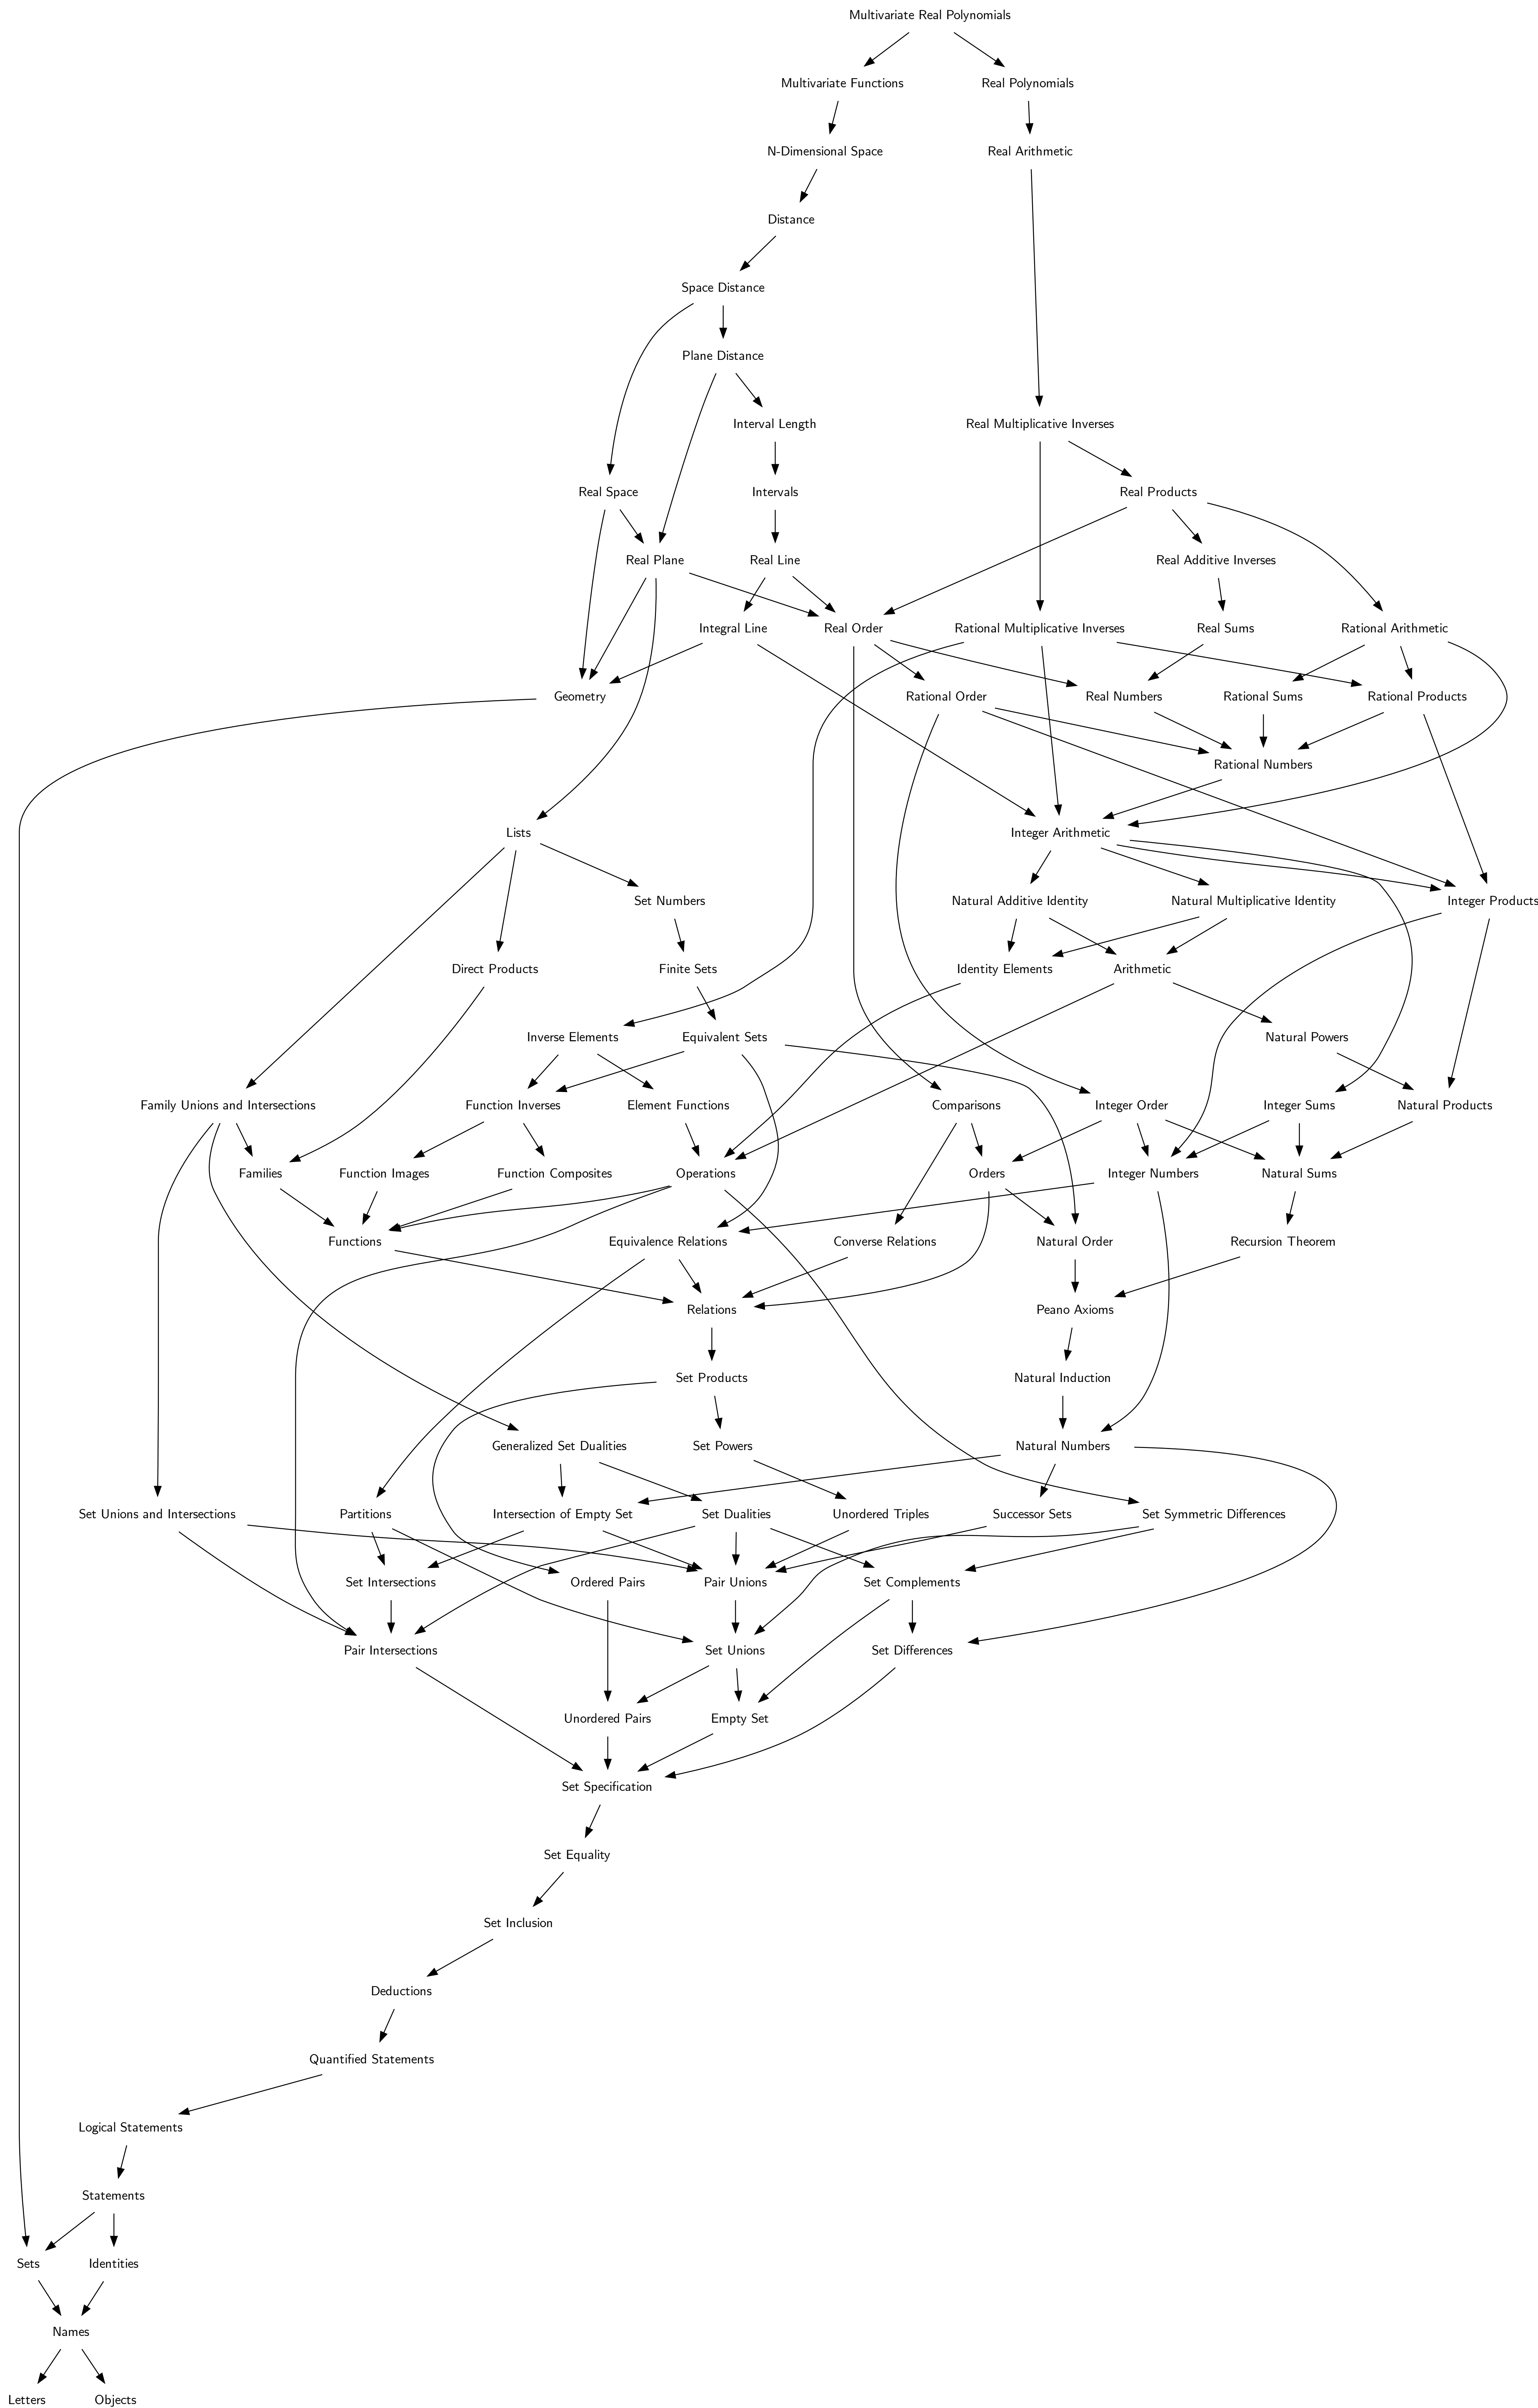 Multivariate Real Polynomials
Multivariate Functions
Real Polynomials
N-Dimensional Space
Real Arithmetic
Distance
Space Distance
Plane Distance
Interval Length
Real Multiplicative Inverses
Real Space
Intervals
Real Products
Real Plane
Real Line
Real Additive Inverses
Integral Line
Real Order
Rational Multiplicative Inverses
Real Sums
Rational Arithmetic
Geometry
Rational Order
Real Numbers
Rational Sums
Rational Products
Rational Numbers
Lists
Integer Arithmetic
Set Numbers
Natural Additive Identity
Natural Multiplicative Identity
Integer Products
Direct Products
Finite Sets
Identity Elements
Arithmetic
Inverse Elements
Equivalent Sets
Natural Powers
Family Unions and Intersections
Function Inverses
Element Functions
Comparisons
Integer Order
Integer Sums
Natural Products
Families
Function Images
Function Composites
Operations
Orders
Integer Numbers
Natural Sums
Functions
Equivalence Relations
Converse Relations
Natural Order
Recursion Theorem
Relations
Peano Axioms
Set Products
Natural Induction
Generalized Set Dualities
Set Powers
Natural Numbers
Set Unions and Intersections
Partitions
Intersection of Empty Set
Set Dualities
Unordered Triples
Successor Sets
Set Symmetric Differences
Set Intersections
Ordered Pairs
Pair Unions
Set Complements
Pair Intersections
Set Unions
Set Differences
Unordered Pairs
Empty Set
Set Specification
Set Equality
Set Inclusion
Deductions
Quantified Statements
Logical Statements
Statements
Sets
Identities
Names
Letters
Objects